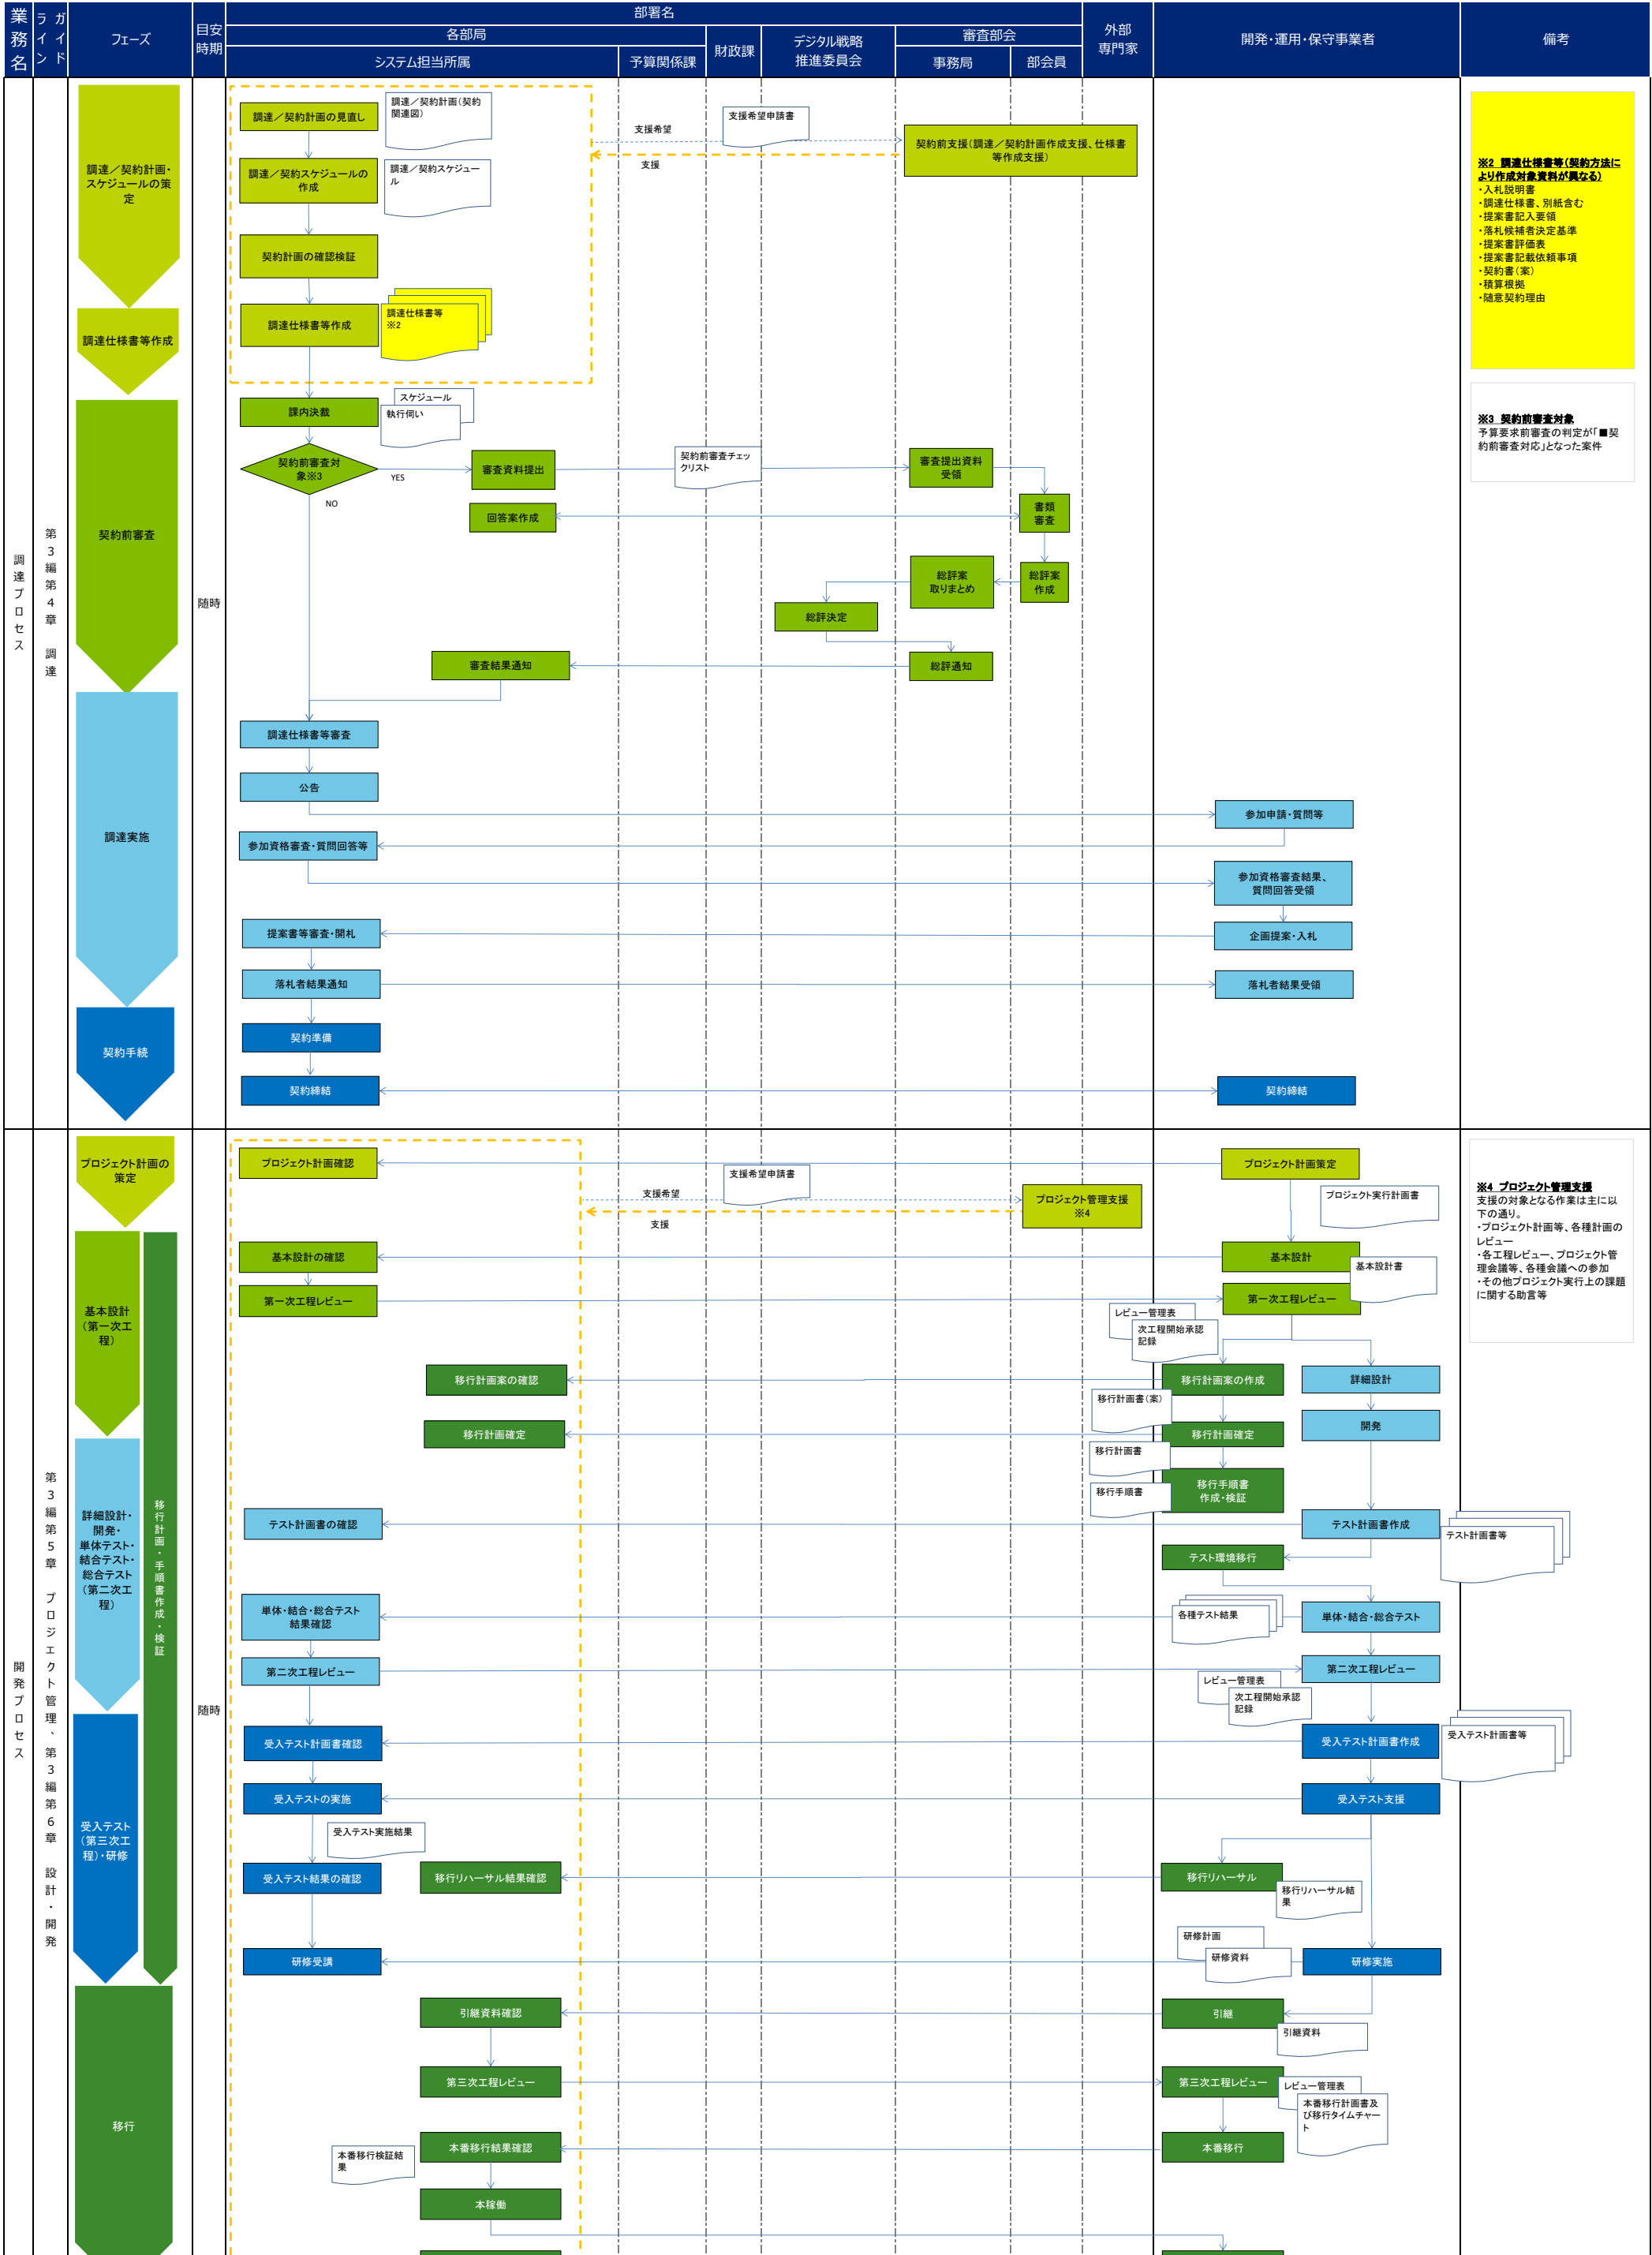 業務名
ガイドライン
フェーズ
目安
時期
部署名
各部局
システム担当所属
予算関係課
財政課
デジタル戦略
推進委員会
審査部会
事務局
部会員
外部
専門家
開発・運用・保守事業者
備考
調達プロセス
第3編第4章　調達
随時
調達／契約計画・
スケジュールの策
定
調達仕様書等作成
契約前審査
調達実施
契約手続
調達／契約計画の見直し
調達／契約計画（契約
関連図）
調達／契約スケジュールの
作成
調達／契約スケジュー
ル
契約計画の確認検証
調達仕様書等作成
調達仕様書等
※2
支援希望
支援
支援希望申請書
契約前支援（調達／契約計画作成支援、仕様書
等作成支援）
※2　調達仕様書等（契約方法に
より作成対象資料が異なる）
・入札説明書
・調達仕様書、別紙含む
・提案書記入要領
・落札候補者決定基準
・提案書評価表
・提案書記載依頼事項
・契約書（案）
・積算根拠
・随意契約理由
課内決裁
スケジュール
執行伺い
※3　契約前審査対象
予算要求前審査の判定が「■契
約前審査対応」となった案件
契約前審査対
象※3
YES
NO
審査資料提出
契約前審査チェッ
クリスト
審査提出資料
受領
回答案作成
書類
審査
総評案
取りまとめ
総評案
作成
総評決定
審査結果通知
総評通知
調達仕様書等審査
公告
参加申請・質問等
参加資格審査・質問回答等
参加資格審査結果、
質問回答受領
提案書等審査・開札
企画提案・入札
落札者結果通知
落札者結果受領
契約準備
契約締結
契約締結
開発プロセス
第3編第5章　プロジェクト管理、第3編第6章　設計・開発
随時
プロジェクト計画の
策定
基本設計
（第一次工
程）
詳細設計・
開発・
単体テスト・
結合テスト・
総合テスト
（第二次工
程）
移行計画・手順書作成・検証
受入テスト
（第三次工
程）・研修
移行
プロジェクト計画確認
プロジェクト計画策定
支援希望
支援
支援希望申請書
プロジェクト管理支援
※4
プロジェクト実行計画書
※4　プロジェクト管理支援
支援の対象となる作業は主に以
下の通り。
・プロジェクト計画等、各種計画の
レビュー
・各工程レビュー、プロジェクト管
理会議等、各種会議への参加
・その他プロジェクト実行上の課題
に関する助言等
基本設計の確認
基本設計
基本設計書
第一次工程レビュー
第一次工程レビュー
レビュー管理表
次工程開始承認
記録
移行計画案の確認
移行計画案の作成
詳細設計
移行計画書（案）
移行計画確定
移行計画確定
開発
移行計画書
移行手順書
移行手順書
作成・検証
テスト計画書の確認
テスト計画書作成
テスト計画書等
テスト環境移行
単体・結合・総合テスト
結果確認
各種テスト結果
単体・結合・総合テスト
第二次工程レビュー
第二次工程レビュー
レビュー管理表
次工程開始承認
記録
受入テスト計画書確認
受入テスト計画書作成
受入テスト計画書等
受入テストの実施
受入テスト支援
受入テスト実施結果
受入テスト結果の確認
移行リハーサル結果確認
移行リハーサル
移行リハーサル結
果
研修計画
研修資料
研修受講
研修実施
引継資料確認
引継
引継資料
第三次工程レビュー
第三次工程レビュー
レビュー管理表
本番移行計画書及
び移行タイムチャー
ト
本番移行検証結
果
本番移行結果確認
本番移行
本稼働